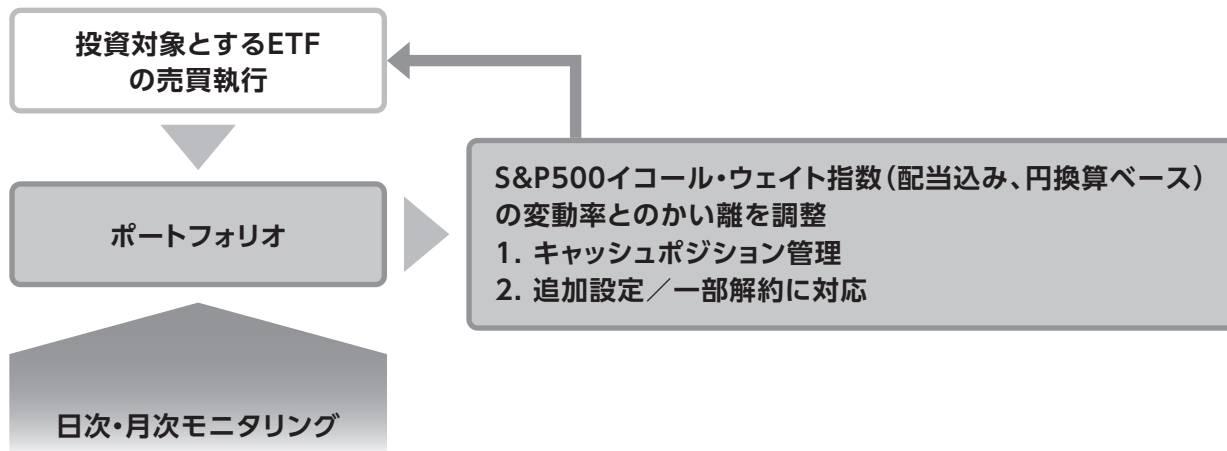 投資対象とするETF
の売買執行
ポートフォリオ
S&P500イコール・ウェイト指数(配当込み、円換算ベース)
の変動率とのかい離を調整
1. キャッシュポジション管理
2. 追加設定／一部解約に対応
日次・月次モニタリング